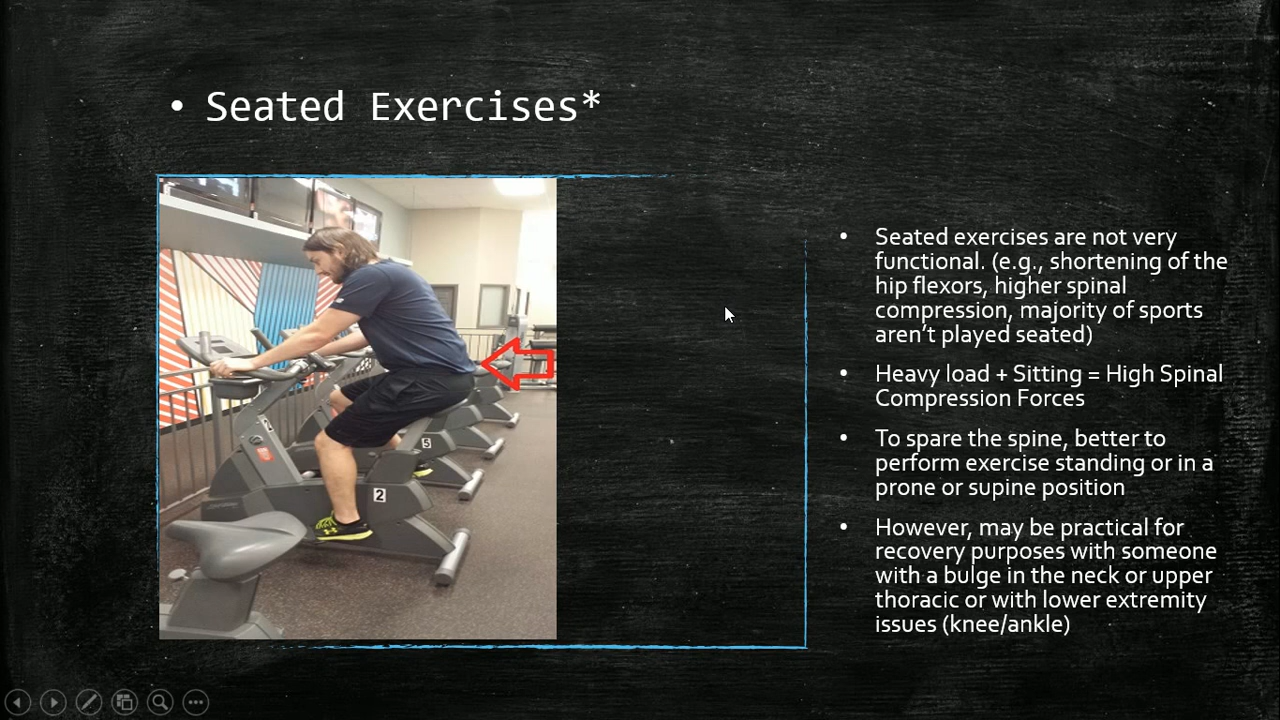 • Seated Exercises*
• Seated exercises are not very
functional. (e.g., shortening of the
hip flexors, higher spinal
compression, majority of sports
aren't played seated)
• Heavy load + Sitting = High Spinal
Compression Forces
• To spare the spine, better to
perform exercise standing or in a
prone or supine position
• However, may be practical for
recovery purposes with someone
with a bulge in the neck or upper
thoracic or with lower extremity
issues (knee/ankle)
5
2